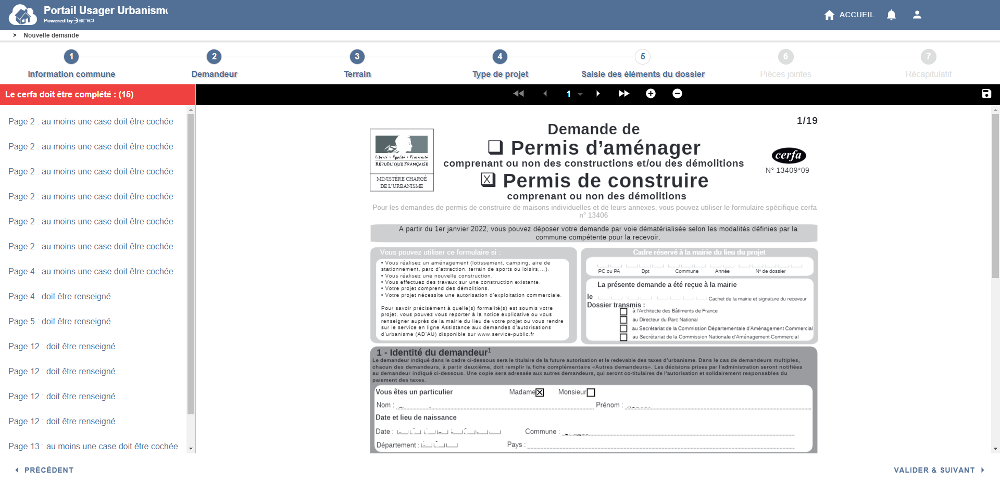 Portail Usager Urbanisme
Powered by sirap
ACCUEIL
> Nouvelle demande
1 2 3 4 5 6 7
Information commune Demandeur Terrain Type de projet Saisie des éléments du dossier Pièces jointes Récapitulatif
Le cerfa doit être complété : (15)
1
Page 2 : au moins une case doit être cochée
Page 2 : au moins une case doit être cochée
Page 2 : au moins une case doit être cochée
Page 2 : au moins une case doit être cochée
Page 2 : au moins une case doit être cochée
Page 2 : au moins une case doit être cochée
Page 4 : au moins une case doit être cochée
Page 4 : doit être renseigné
Page 5 : doit être renseigné
Page 12 : doit être renseigné
Page 12 : doit être renseigné
Page 12 : doit être renseigné
Page 12 : doit être renseigné
Page 13 : au moins une case doit être cochée
1/19
Liberté • Égalité • Fraternité
RÉPUBLIQUE FRANÇAISE
MINISTÈRE CHARGÉ
DE L'URBANISME
Demande de
Permis d'aménager
comprenant ou non des constructions et/ou des démolitions
X Permis de construire
comprenant ou non des démolitions
cerfa
N° 13409*09
Pour les demandes de permis de construire de maisons individuelles et de leurs annexes, vous pouvez utiliser le formulaire spécifique cerfa
n° 13406
A partir du 1er janvier 2022, vous pouvez déposer votre demande par voie dématérialisée selon les modalités définies par la
commune compétente pour la recevoir.
Vous pouvez utiliser ce formulaire si :
• Vous réalisez un aménagement (lotissement, camping, aire de
stationnement, parc d'attraction, terrain de sports ou loisirs,...).
• Vous réalisez une nouvelle construction.
• Vous effectuez des travaux sur une construction existante.
• Votre projet comprend des démolitions.
• Votre projet nécessite une autorisation d'exploitation commerciale.
Pour savoir précisément à quelle(s) formalité(s) est soumis votre
projet, vous pouvez vous reporter à la notice explicative ou vous
renseigner auprès de la mairie du lieu de votre projet ou vous rendre
sur le service en ligne Assistance aux demandes d'autorisations
d'urbanisme (AD'AU) disponible sur www.service-public.fr
Cadre réservé à la mairie du lieu du projet
PC ou PA Dpt Commune Année N° de dossier
La présente demande a été reçue à la mairie
le Cachet de la mairie et signature du receveur
Dossier transmis :
à l'Architecte des Bâtiments de France
au Directeur du Parc National
au Secrétariat de la Commission Départementale d'Aménagement Commercial
au Secrétariat de la Commission Nationale d'Aménagement Commercial
1 - Identité du demandeur1
Le demandeur indiqué dans le cadre ci-dessous sera le titulaire de la future autorisation et le redevable des taxes d'urbanisme. Dans le cas de demandeurs multiples,
chacun des demandeurs, à partir deuxième, doit remplir la fiche complémentaire «Autres demandeurs». Les décisions prises par l'administration seront notifiées
au demandeur indiqué ci-dessous. Une copie sera adressée aux autres demandeurs, qui seront co-titulaires de l'autorisation et solidairement responsables du
paiement des taxes.
Vous êtes un particulier Madame X Monsieur
Nom : Prénom :
Date et lieu de naissance
Date : Commune :
Département : Pays :
PRÉCÉDENT
VALIDER & SUIVANT